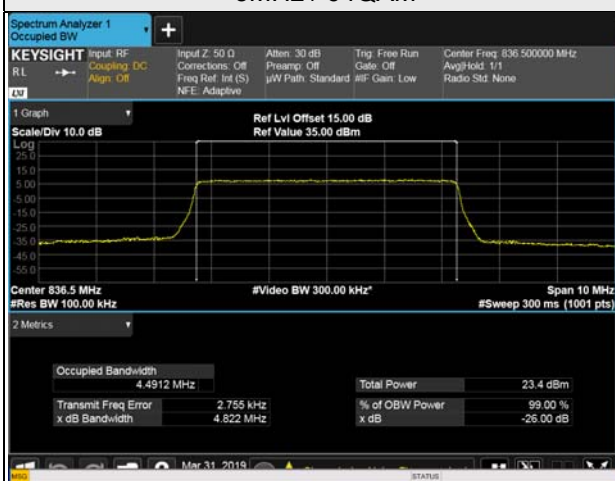 Spectrum Analyzer 1
Occupied BW
KEYSIGHT
RL
Input: RF
Coupling: DC
Align: Off
Input Z: 50 Ω
Corrections: Off
Freq Ref: Int (S)
NFE: Adaptive
Atten: 30 dB
Preamp: Off
µW Path: Standard
Trig: Free Run
Gate: Off
#IF Gain: Low
Center Freq: 836.500000 MHz
Avg|Hold: 1/1
Radio Std: None
LXI
1 Graph
Scale/Div 10.0 dB
Ref Lvl Offset 15.00 dB
Ref Value 35.00 dBm
Log
25.0
15.0
5.00
-5.00
-15.0
-25.0
-35.0
-45.0
-55.0
Center 836.5 MHz
#Video BW 300.00 kHz*
Span 10 MHz
#Res BW 100.00 kHz
#Sweep 300 ms (1001 pts)
2 Metrics
Occupied Bandwidth
4.4912 MHz
Total Power 23.4 dBm
Transmit Freq Error 2.755 kHz
% of OBW Power 99.00 %
x dB Bandwidth 4.822 MHz
x dB -26.00 dB
Mar 31, 2019
MSG
STATUS